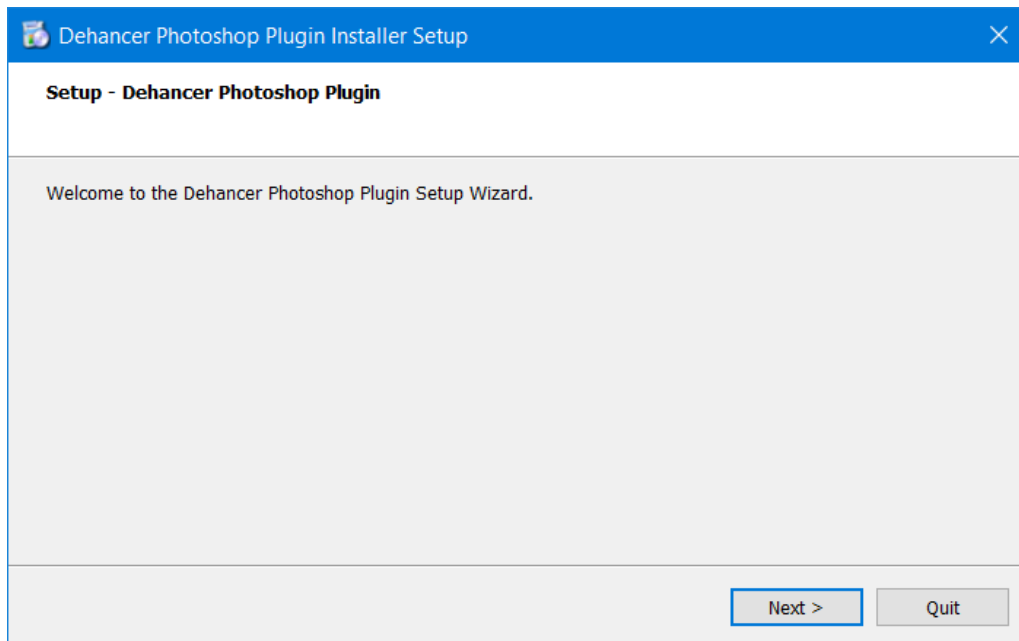 Dehancer Photoshop Plugin Installer Setup
Setup - Dehancer Photoshop Plugin
Welcome to the Dehancer Photoshop Plugin Setup Wizard.
Next > Quit